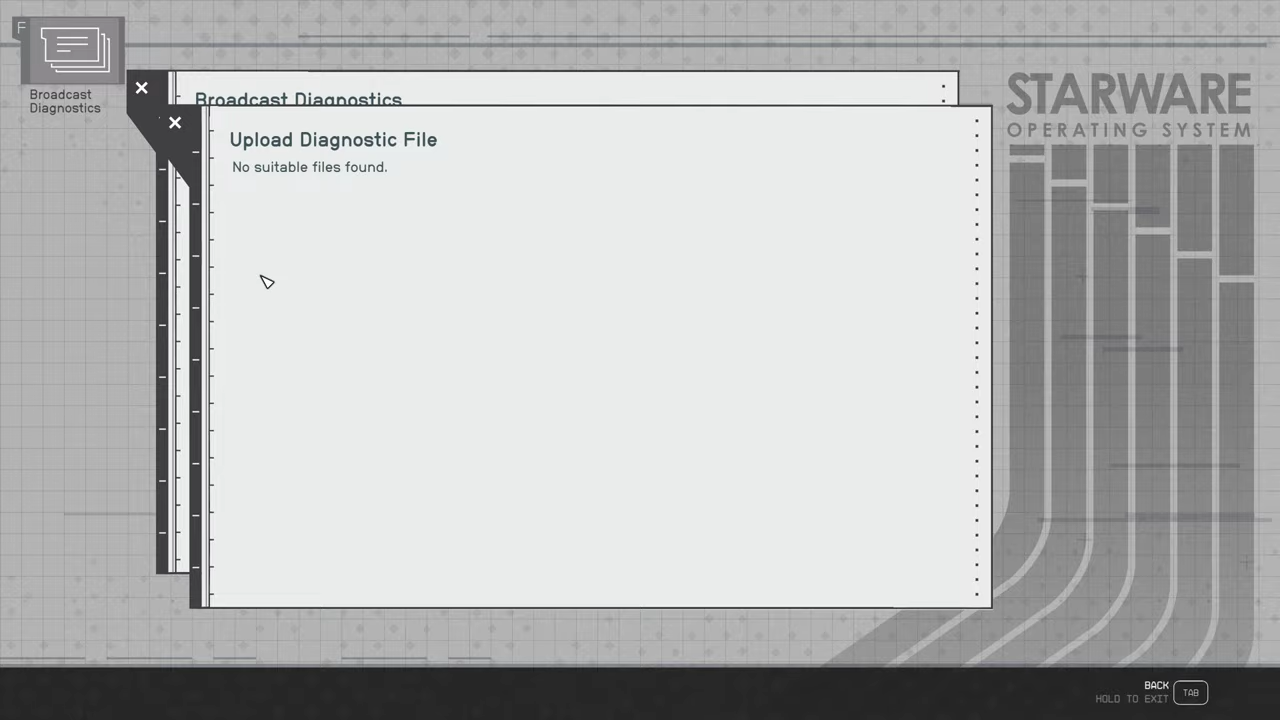 F
Broadcast
Diagnostics
Broadcast Diagnostics
Upload Diagnostic File
No suitable files found.
STARWARE
OPERATING SYSTEM
BACK
HOLD TO EXIT
TAB